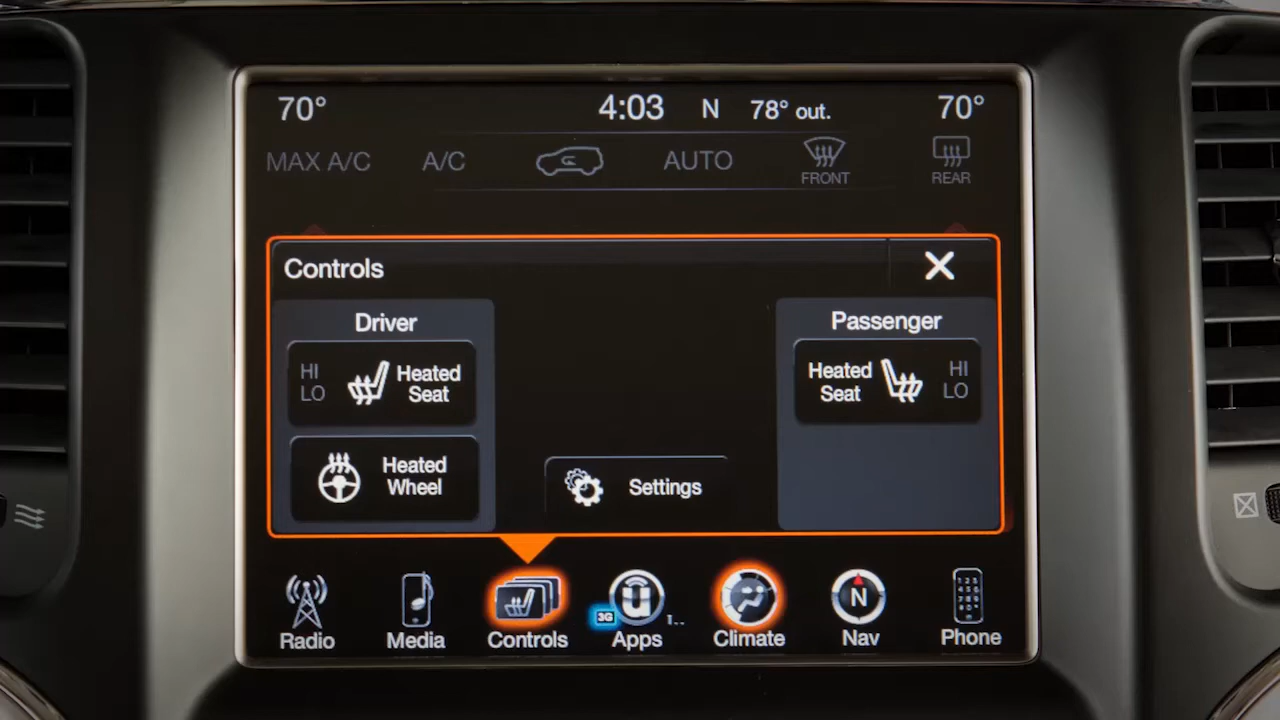 70° 4:03 N 78° out. 70°
MAX A/C A/C AUTO FRONT REAR
Controls
Driver
HI
LO
Heated
Seat
Heated
Wheel
Settings
Passenger
Heated
Seat
HI
LO
3G
Radio Media Controls Apps Climate Nav Phone
N